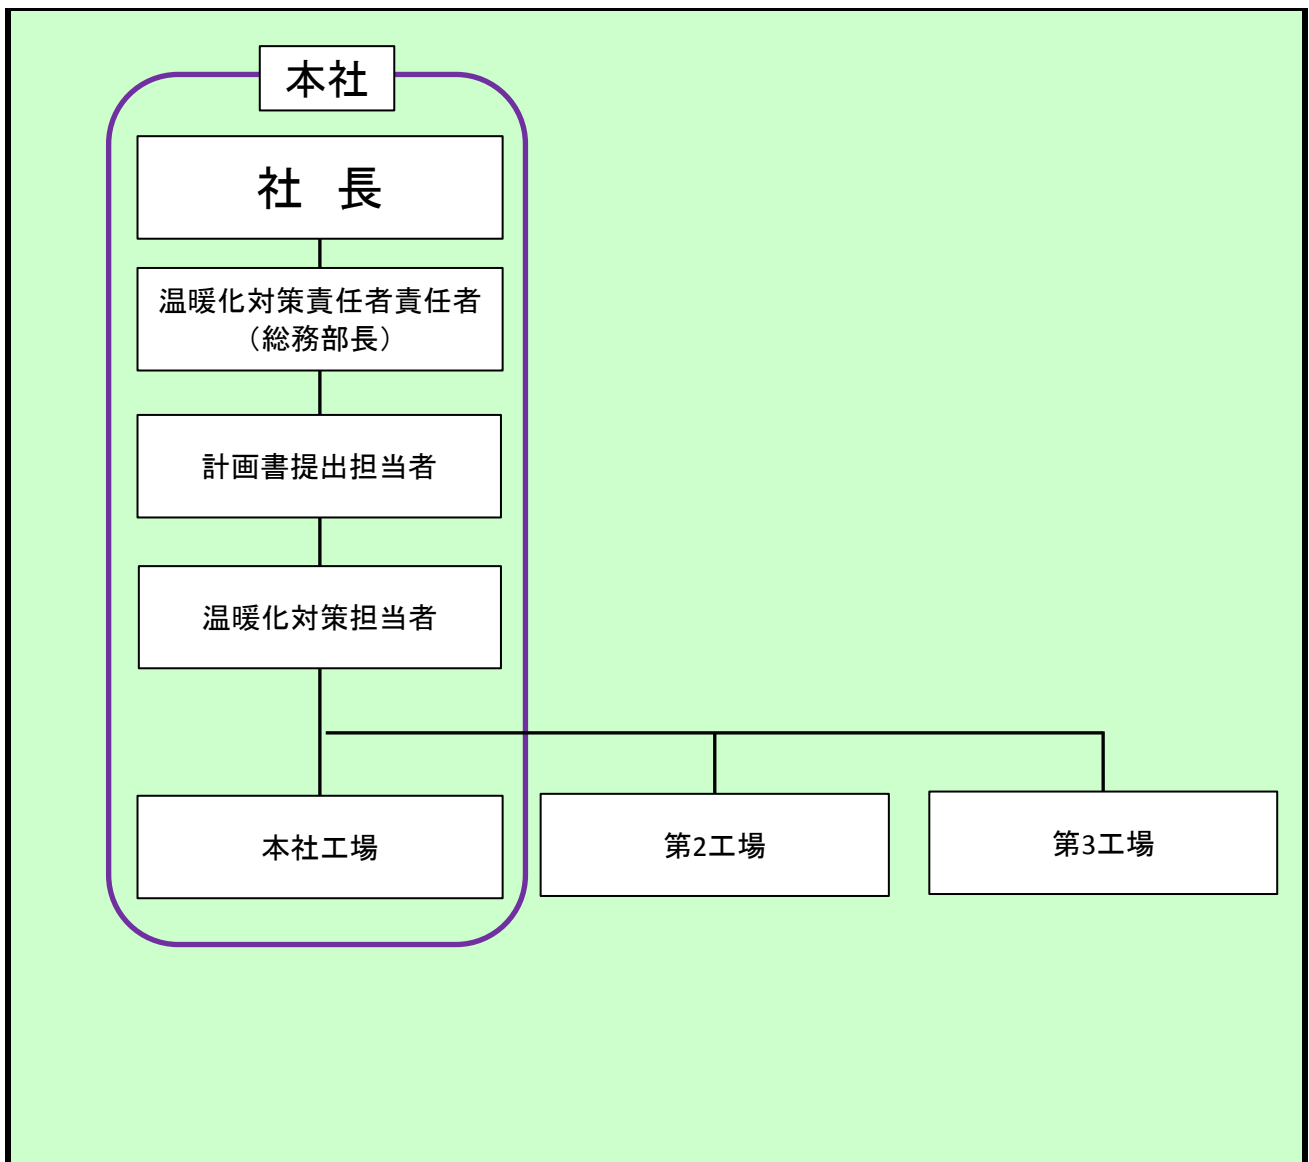 本社
社　長
温暖化対策責任者責任者
（総務部長）
計画書提出担当者
温暖化対策担当者
本社工場
第2工場
第3工場